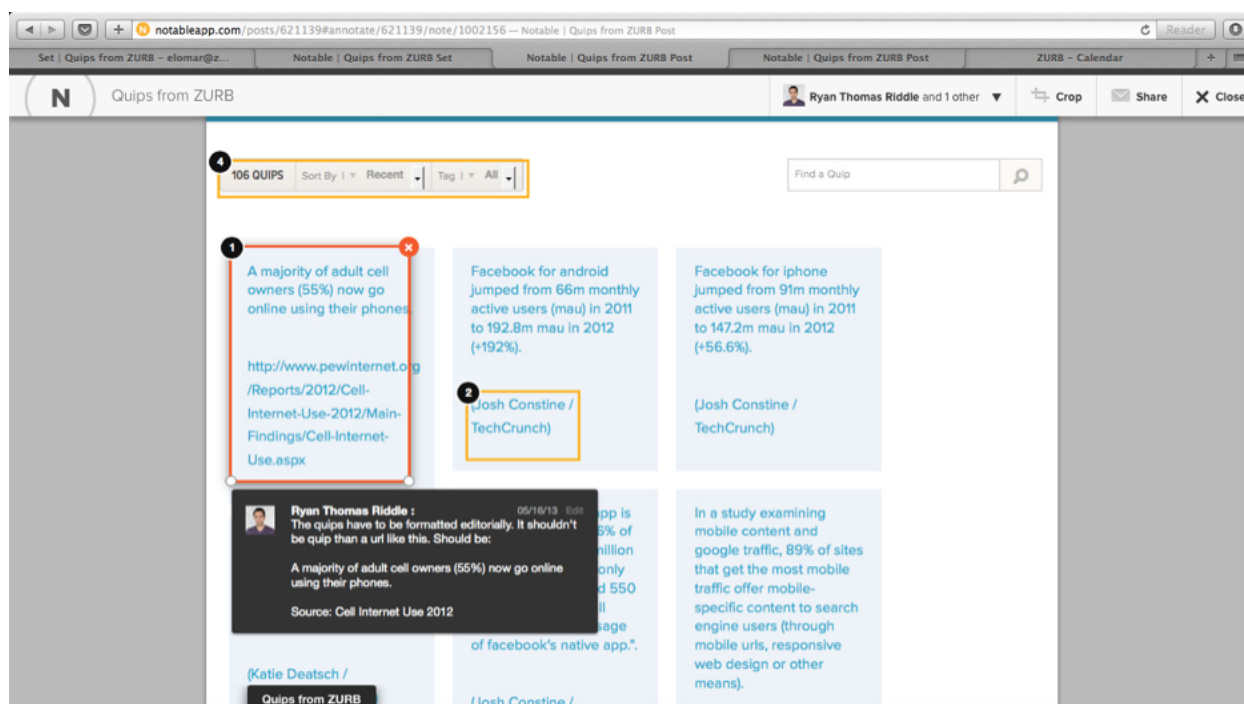 notableapp.com/posts/621139#annotate/621139/note/1002156 — Notable | Quips from ZURB Post
Reader
Set | Quips from ZURB – elomar@z...
Notable | Quips from ZURB Set
Notable | Quips from ZURB Post
Notable | Quips from ZURB Post
ZURB – Calendar
N
Quips from ZURB
Ryan Thomas Riddle and 1 other ▼
Crop
Share
Close
4
106 QUIPS
Sort By | ▼ Recent
Tag | ▼ All
Find a Quip
1
A majority of adult cell
owners (55%) now go
online using their phones.
http://www.pewinternet.org
/Reports/2012/Cell-
Internet-Use-2012/Main-
Findings/Cell-Internet-
Use.aspx
Facebook for android
jumped from 66m monthly
active users (mau) in 2011
to 192.8m mau in 2012
(+192%).
2
(Josh Constine /
TechCrunch)
Facebook for iphone
jumped from 91m monthly
active users (mau) in 2011
to 147.2m mau in 2012
(+56.6%).
(Josh Constine /
TechCrunch)
Ryan Thomas Riddle :
05/16/13 Edit
The quips have to be formatted editorially. It shouldn't
be quip than a url like this. Should be:
A majority of adult cell owners (55%) now go online
using their phones.
Source: Cell Internet Use 2012
(Katie Deatsch /
Quips from ZURB
app is
6% of
million
only
d 550
ll
sage
of facebook's native app.".
(Josh Constine /
In a study examining
mobile content and
google traffic, 89% of sites
that get the most mobile
traffic offer mobile-
specific content to search
engine users (through
mobile urls, responsive
web design or other
means).